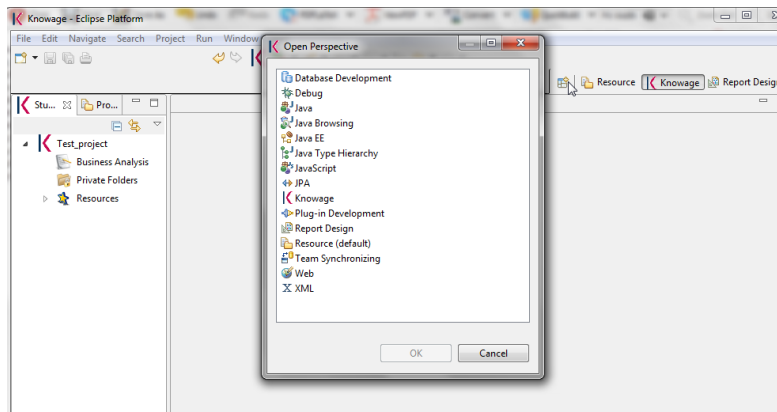 Knowage - Eclipse Platform
File Edit Navigate Search Project Run Window
Open Perspective
Database Development
Debug
Java
Java Browsing
Java EE
Java Type Hierarchy
JavaScript
JPA
Knowage
Plug-in Development
Report Design
Resource (default)
Team Synchronizing
Web
XML
OK Cancel
Resource Knowage Report Desig
Stu... Pro...
Test_project
Business Analysis
Private Folders
Resources